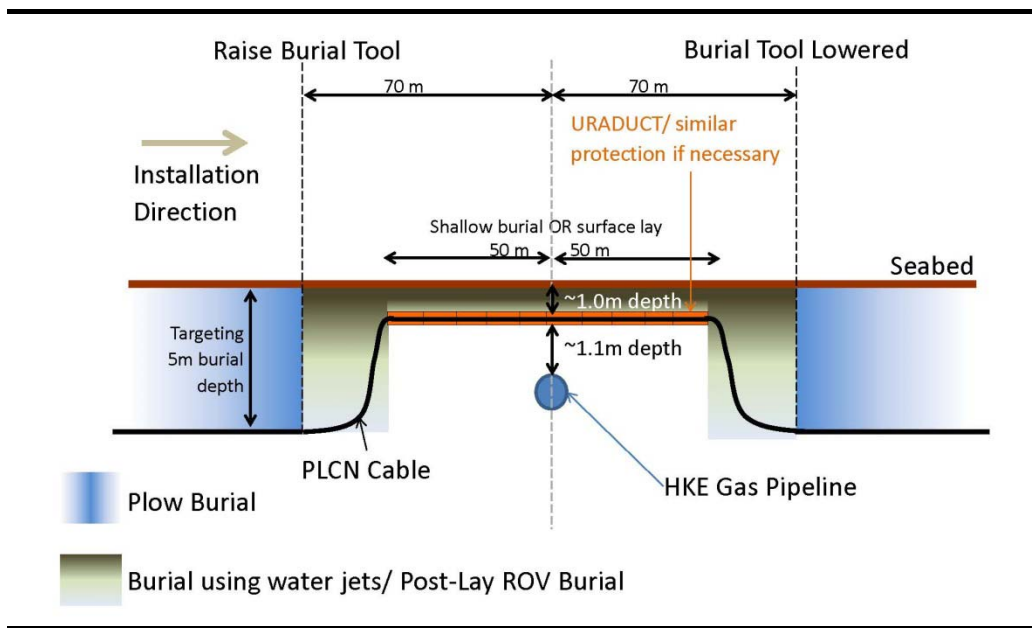 Raise Burial Tool
Burial Tool Lowered
70 m
70 m
URADUCT/ similar
protection if necessary
Installation
Direction
Shallow burial OR surface lay
50 m
50 m
Seabed
~1.0m depth
Targeting
5m burial
depth
~1.1m depth
PLCN Cable
HKE Gas Pipeline
Plow Burial
Burial using water jets/ Post-Lay ROV Burial